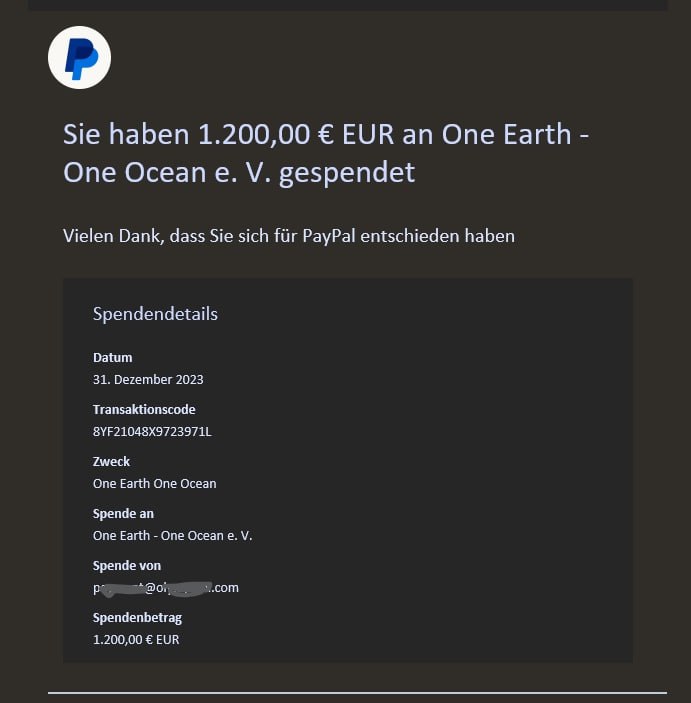 Sie haben 1.200,00 € EUR an One Earth -
One Ocean e. V. gespendet
Vielen Dank, dass Sie sich für PayPal entschieden haben
Spendendetails
Datum
31. Dezember 2023
Transaktionscode
8YF21048X9723971L
Zweck
One Earth One Ocean
Spende an
One Earth - One Ocean e. V.
Spende von
.com
Spendenbetrag
1.200,00 € EUR